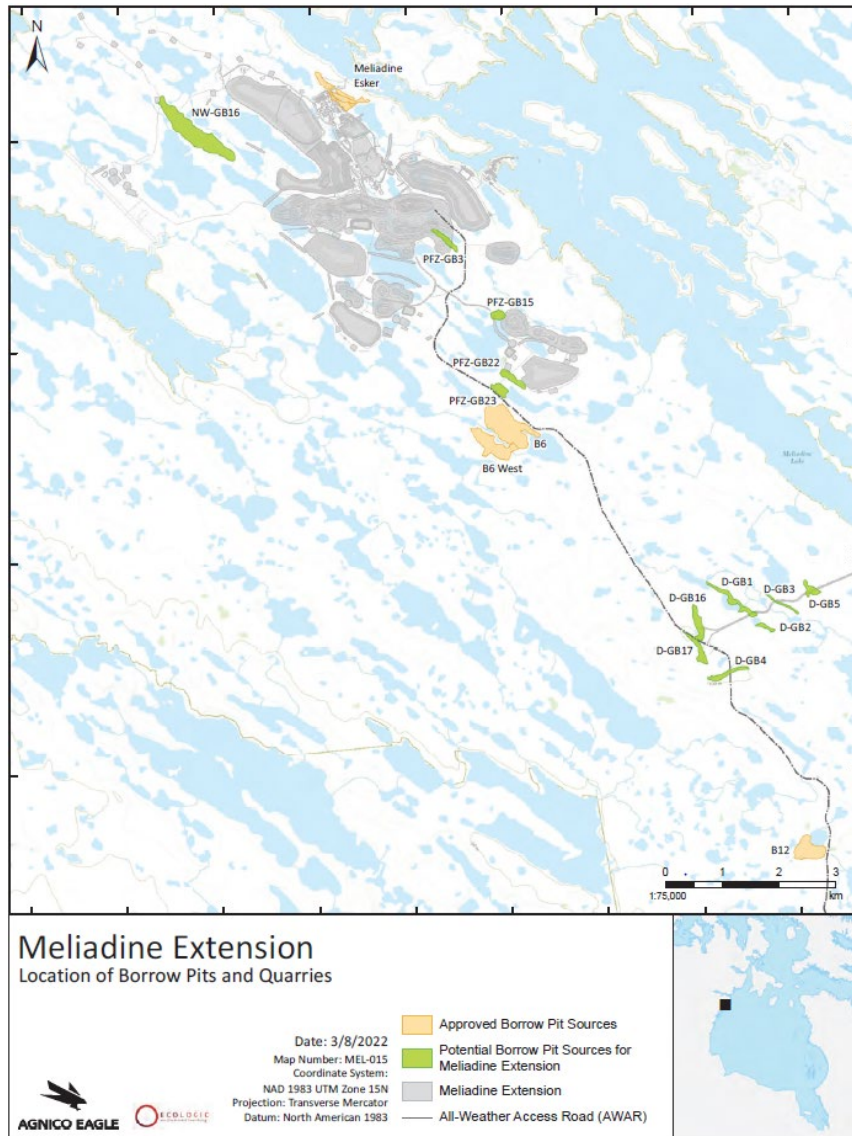 N
Meliadine
Esker
NW-GB16
PFZ-GB3
PFZ-GB15
PFZ-GB22
PFZ-GB23
B6
B6 West
Meliadine
Lake
D-GB1
D-GB3
D-GB5
D-GB16
D-GB2
D-GB17
D-GB4
B12
0 1 2 3
1:75,000 km
Meliadine Extension
Location of Borrow Pits and Quarries
Date: 3/8/2022
Map Number: MEL-015
Coordinate System:
NAD 1983 UTM Zone 15N
Projection: Transverse Mercator
Datum: North American 1983
Approved Borrow Pit Sources
Potential Borrow Pit Sources for
Meliadine Extension
Meliadine Extension
All-Weather Access Road (AWAR)
AGNICO EAGLE
ECOLOGIC